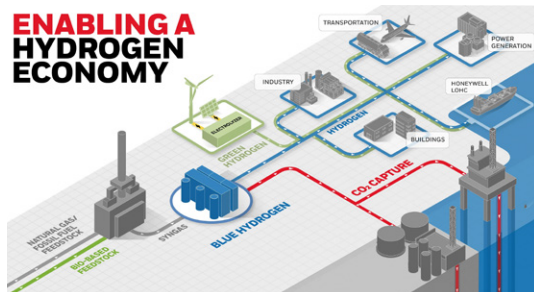 ENABLING A
HYDROGEN
ECONOMY
TRANSPORTATION
POWER
GENERATION
INDUSTRY
HONEYWELL
LOHC
ELECTROLYZER
HYDROGEN
BUILDINGS
GREEN
HYDROGEN
CO₂ CAPTURE
BLUE HYDROGEN
SYNGAS
NATURAL GAS/
FOSSIL FUEL
FEEDSTOCK
BIO-BASED
FEEDSTOCK